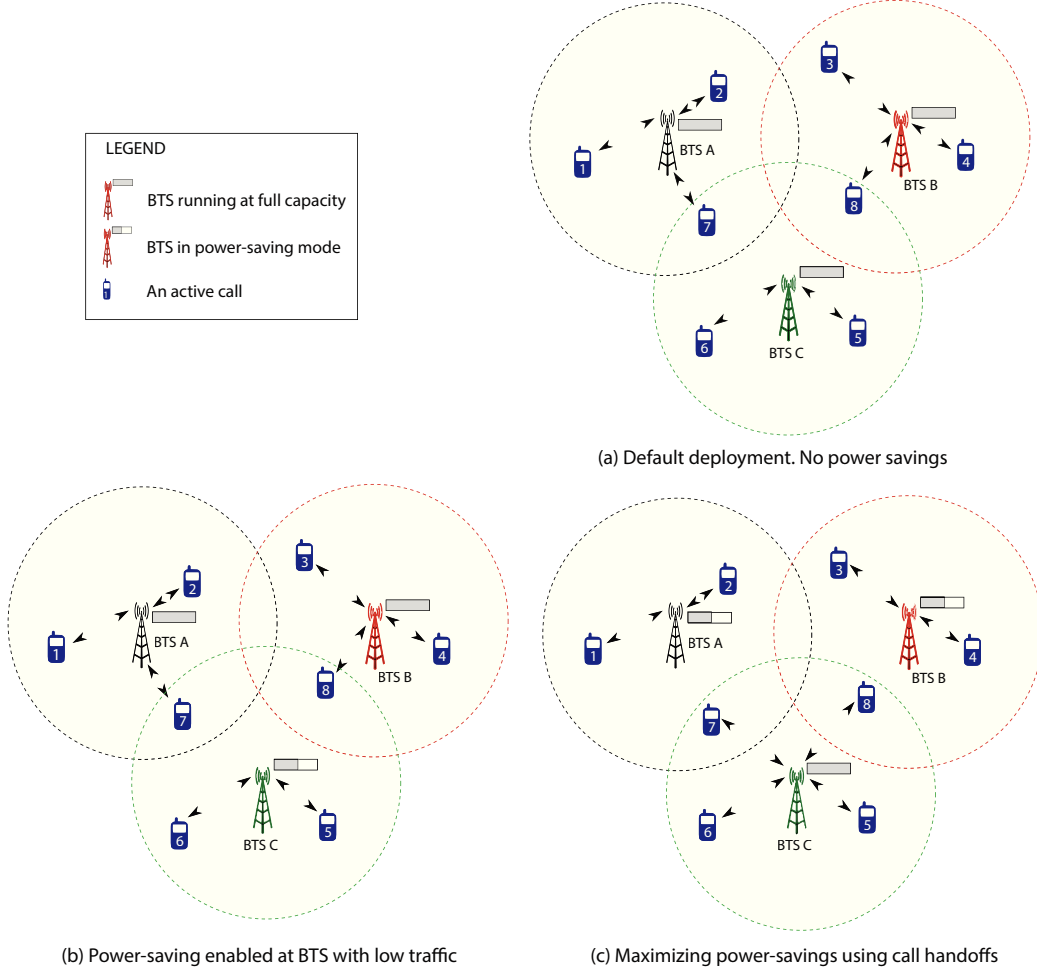 LEGEND
BTS running at full capacity
BTS in power-saving mode
1
An active call
3
2
BTS A
1
4
BTS B
8
7
6
5
BTS C
(a) Default deployment. No power savings
3
2
BTS A
1
4
BTS B
8
7
6
5
BTS C
(b) Power-saving enabled at BTS with low traffic
3
2
BTS A
1
4
BTS B
8
7
6
5
BTS C
(c) Maximizing power-savings using call handoffs